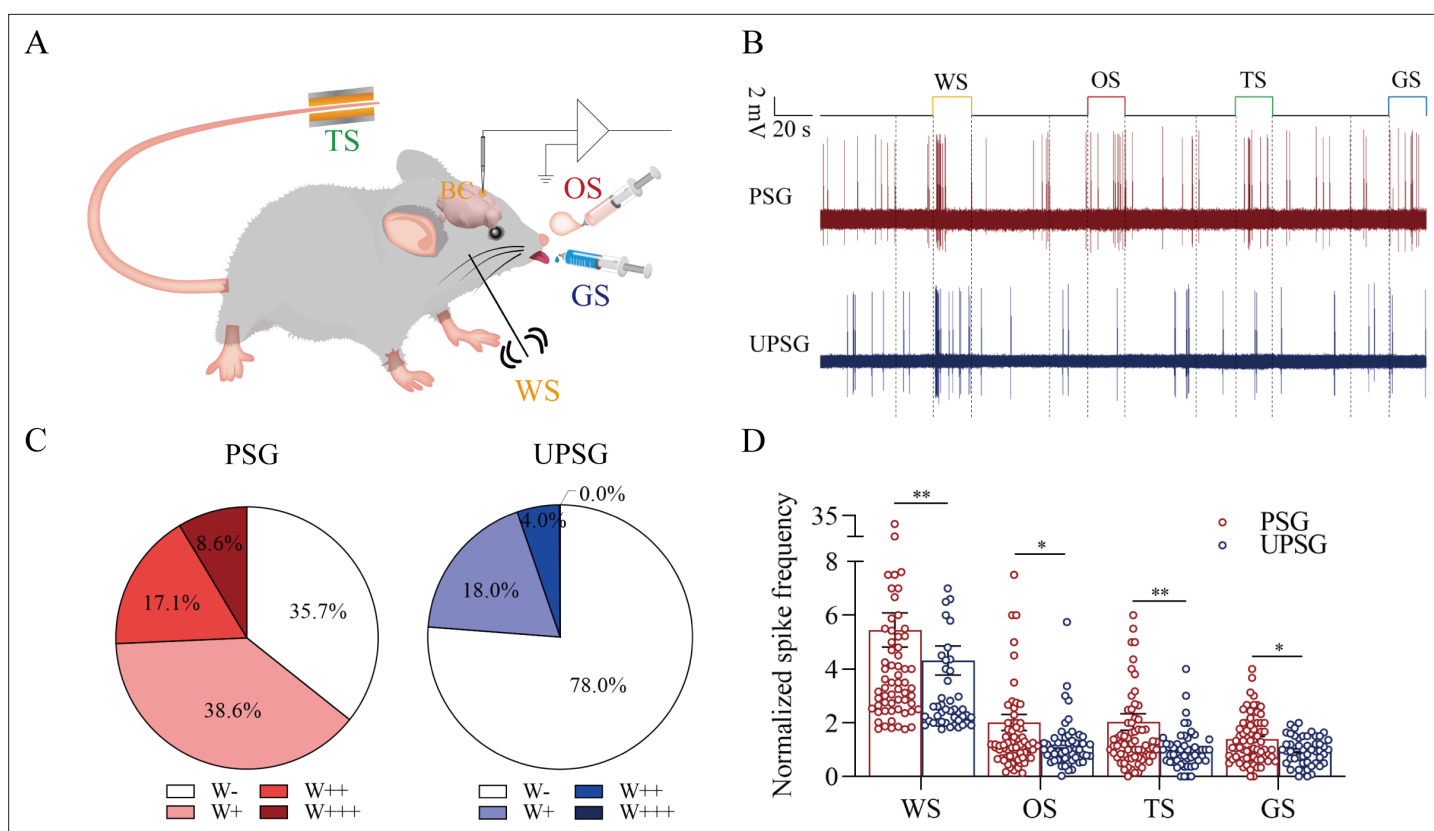 A
TS
BC
OS
GS
WS
B
WS OS TS GS
2 mV
20 s
PSG
UPSG
C
PSG UPSG
8.6%
17.1%
35.7%
38.6%
0.0%
4.0%
18.0%
78.0%
W- W++
W+ W+++
W- W++
W+ W+++
D
Normalized spike frequency
35
8
6
4
2
0
** * ** *
PSG
UPSG
WS OS TS GS